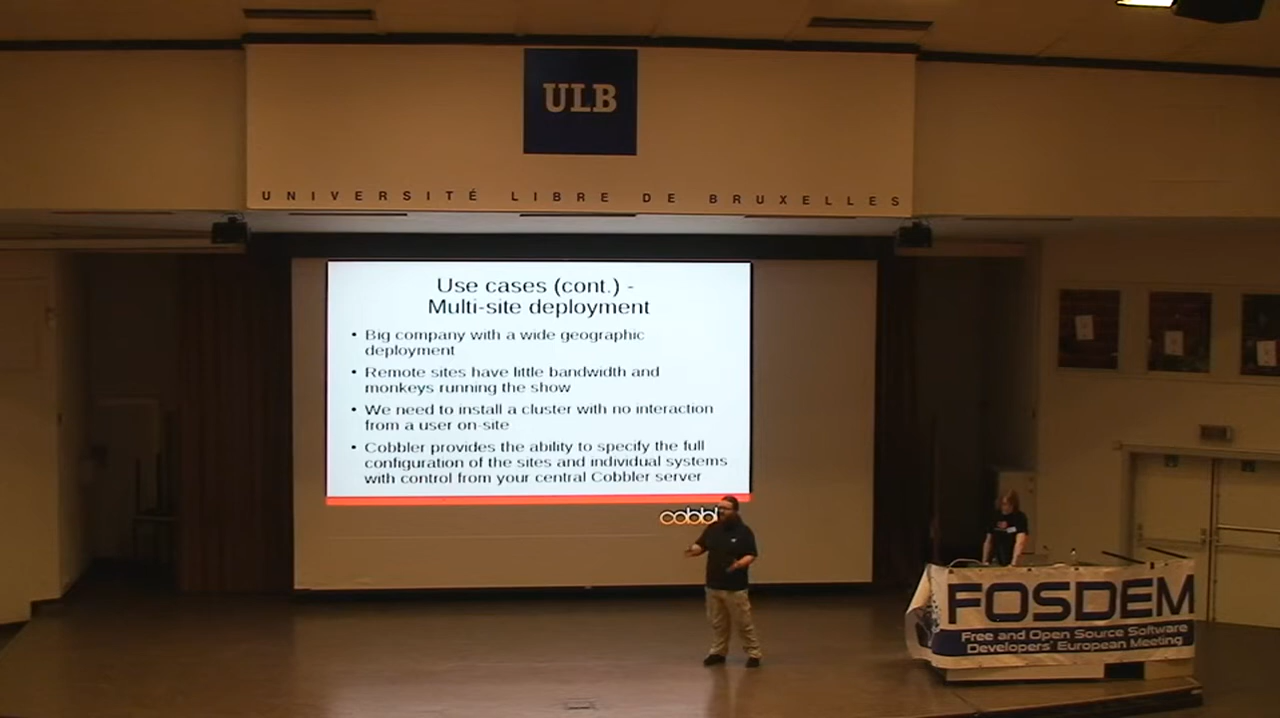 ULB
UNIVERSITÉ LIBRE DE BRUXELLES
Use cases (cont.) -
Multi-site deployment
• Big company with a wide geographic
deployment
• Remote sites have little bandwidth and
monkeys running the show
• We need to install a cluster with no interaction
from a user on-site
• Cobbler provides the ability to specify the full
configuration of the sites and individual systems
with control from your central Cobbler server
cobbl
FOSDEM
Free and Open Source Software
Developers' European Meeting